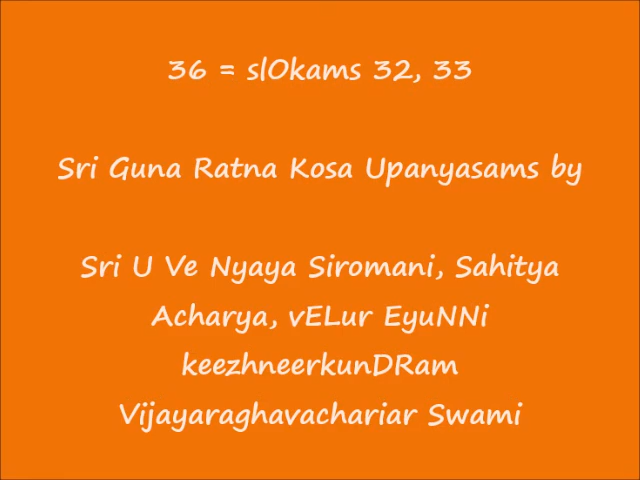 36 = slOkams 32, 33
Sri Guna Ratna Kosa Upanyasams by
Sri U Ve Nyaya Siromani, Sahitya
Acharya, vELur EyuNNi
keezhneerkunDRam
Vijayaraghavachariar Swami